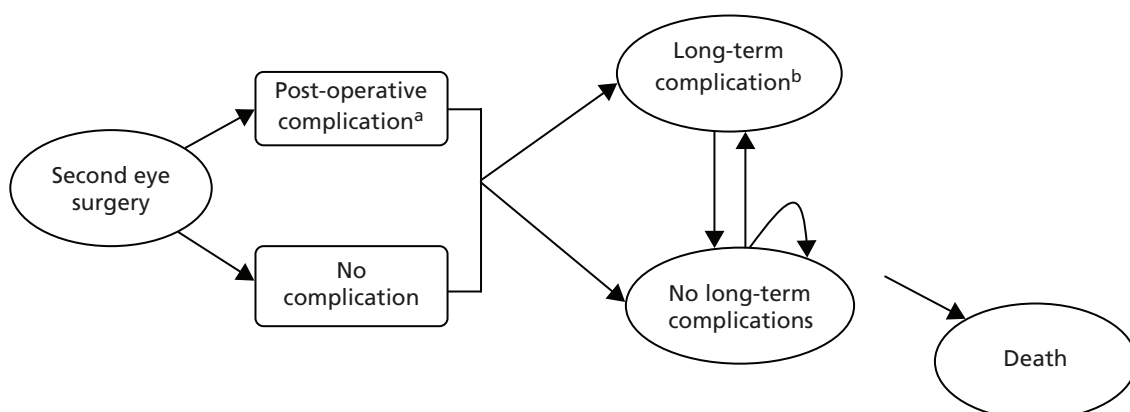 Second eye
surgery
Post-operative
complicationᵃ
No
complication
Long-term
complicationᵇ
No long-term
complications
Death